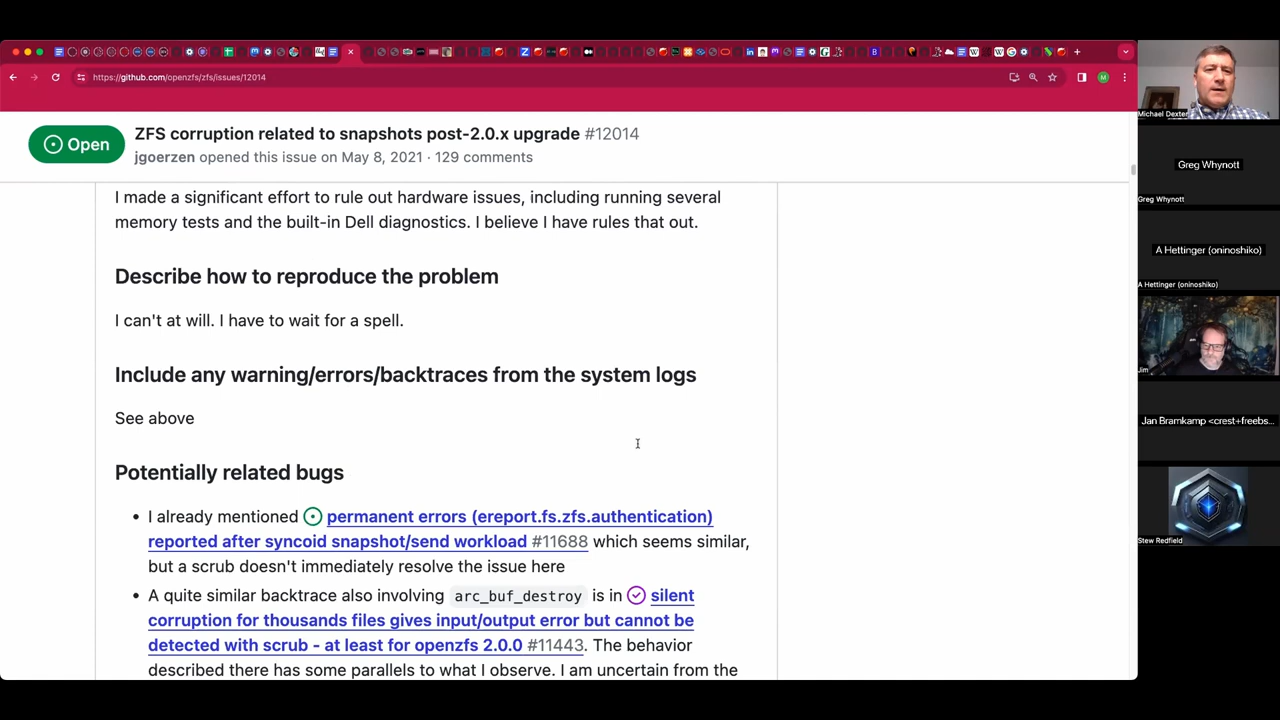 https://github.com/openzfs/zfs/issues/12014
Open
ZFS corruption related to snapshots post-2.0.x upgrade #12014
jgoerzen opened this issue on May 8, 2021 · 129 comments
I made a significant effort to rule out hardware issues, including running several
memory tests and the built-in Dell diagnostics. I believe I have rules that out.
Describe how to reproduce the problem
I can't at will. I have to wait for a spell.
Include any warning/errors/backtraces from the system logs
See above
Potentially related bugs
• I already mentioned permanent errors (ereport.fs.zfs.authentication)
reported after syncoid snapshot/send workload #11688 which seems similar,
but a scrub doesn't immediately resolve the issue here
• A quite similar backtrace also involving arc_buf_destroy is in silent
corruption for thousands files gives input/output error but cannot be
detected with scrub - at least for openzfs 2.0.0 #11443. The behavior
described there has some parallels to what I observe. I am uncertain from the
Michael Dexter
Greg Whynott
Greg Whynott
A Hettinger (oninoshiko)
A Hettinger (oninoshiko)
Jim
Jan Bramkamp <crest+freebs...
Stew Redfield